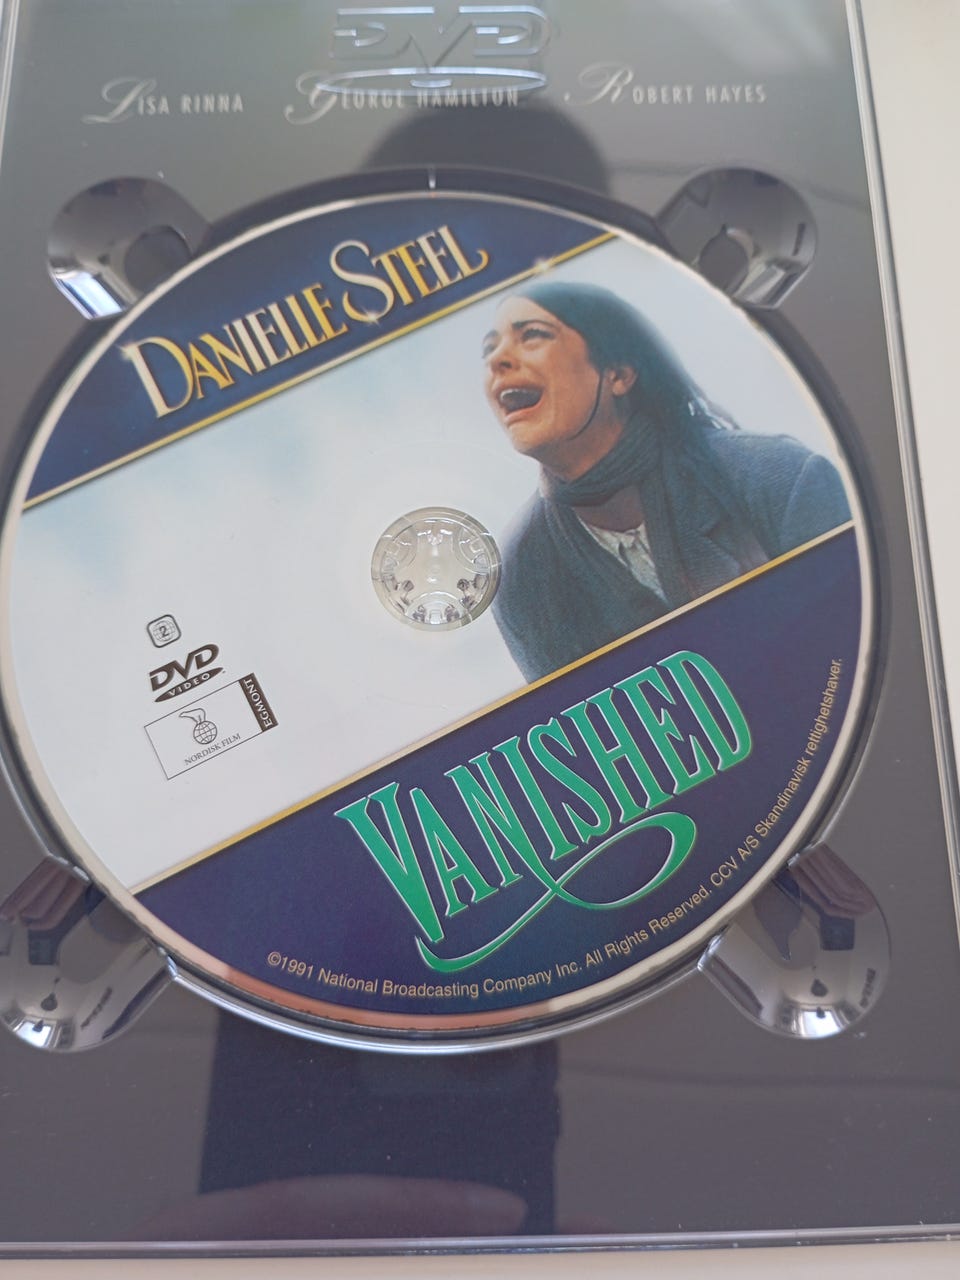 DVD
LISA RINNA GEORGE HAMILTON ROBERT HAYES
DANIELLE STEEL
2
DVD
VIDEO
NORDISK FILM
EGMONT
VANISHED
©1991 National Broadcasting Company Inc. All Rights Reserved. CCV A/S Skandinavisk rettighetshaver.